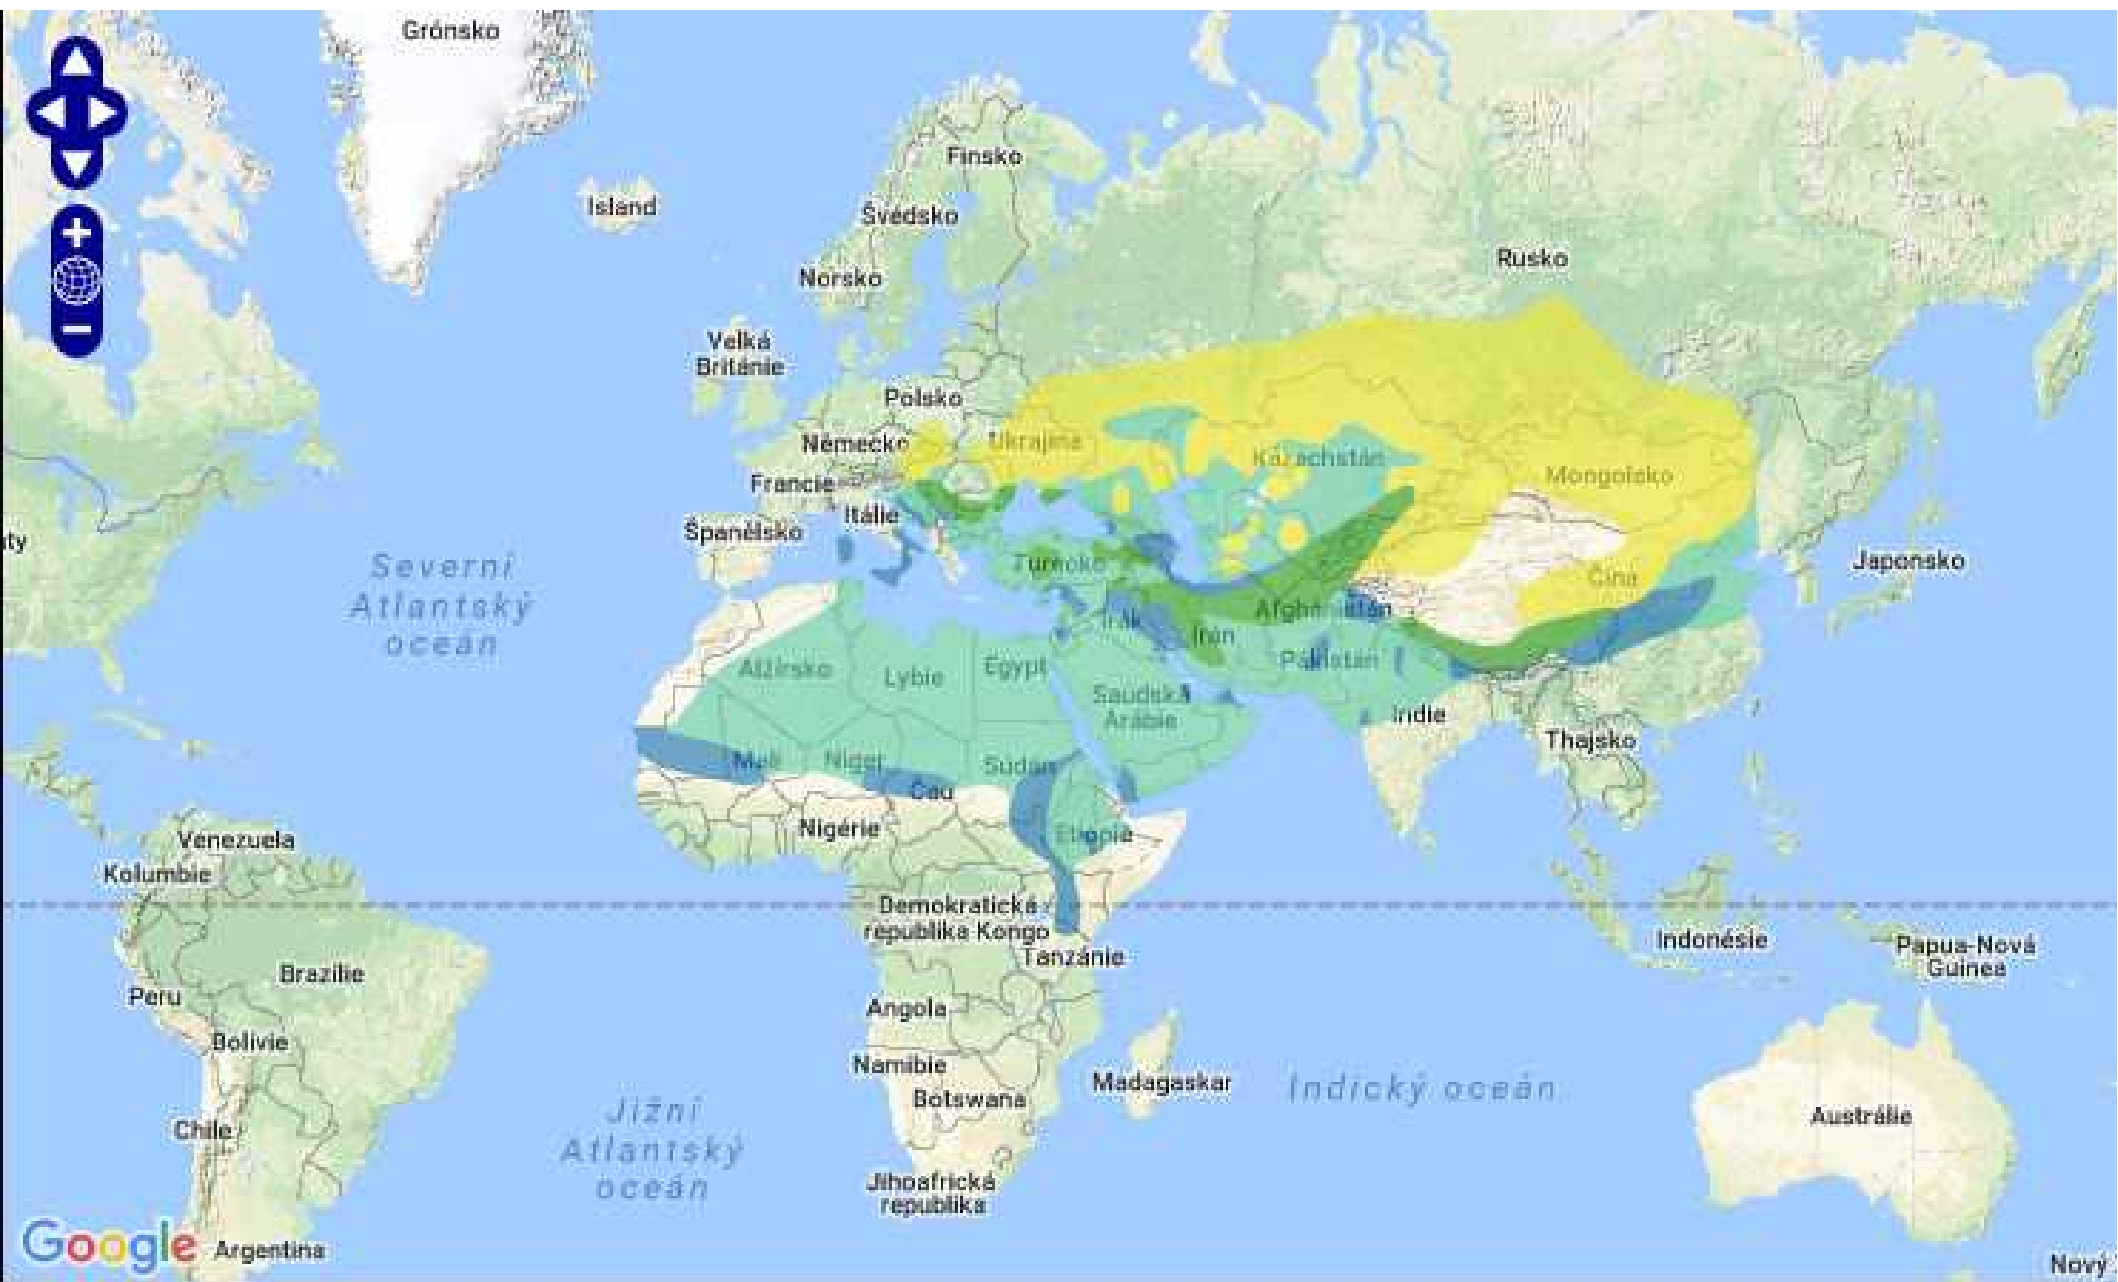 Grónsko
Finsko
Island
Švédsko
Rusko
Norsko
Velká
Británie
Polsko
Německo
Ukrajina
Kazachstán
Mongolsko
Francie
Itálie
Španělsko
ty
Severní
Atlantský
oceán
Turecko
Japonsko
Čína
Afghánistán
Irák
Írán
Pákistán
Alžírsko
Lybie
Egypt
Saudská
Arábie
Indie
Thajsko
Mali
Niger
Súdán
Čad
Nigérie
Etiopie
Venezuela
Kolumbie
Demokratická
republika Kongo
Indonésie
Papua-Nová
Guinea
Tanzánie
Brazílie
Peru
Angola
Bolívie
Namibie
Botswana
Madagaskar
Indický oceán
Austrálie
Jižní
Atlantský
oceán
Chile
Jihoafrická
republika
Google
Argentina
Nový